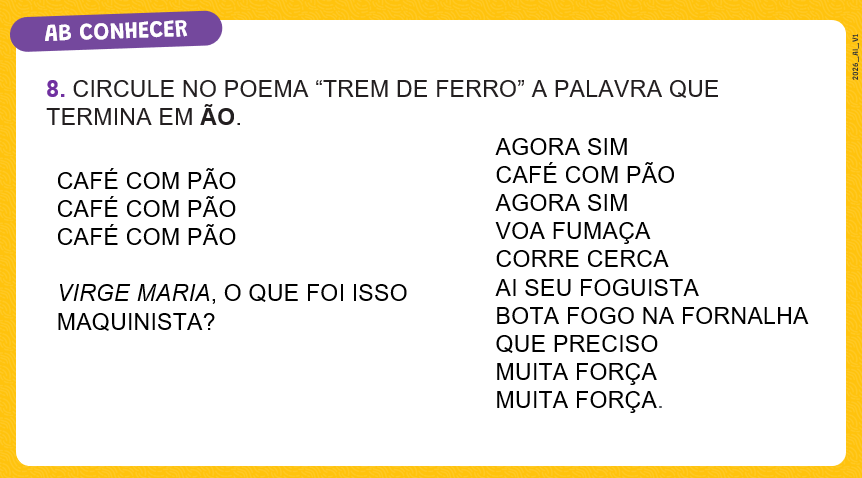 AB CONHECER
8. CIRCULE NO POEMA “TREM DE FERRO” A PALAVRA QUE
TERMINA EM ÃO.
CAFÉ COM PÃO
CAFÉ COM PÃO
CAFÉ COM PÃO
VIRGE MARIA, O QUE FOI ISSO
MAQUINISTA?
AGORA SIM
CAFÉ COM PÃO
AGORA SIM
VOA FUMAÇA
CORRE CERCA
AI SEU FOGUISTA
BOTA FOGO NA FORNALHA
QUE PRECISO
MUITA FORÇA
MUITA FORÇA.
2026_AI_V1